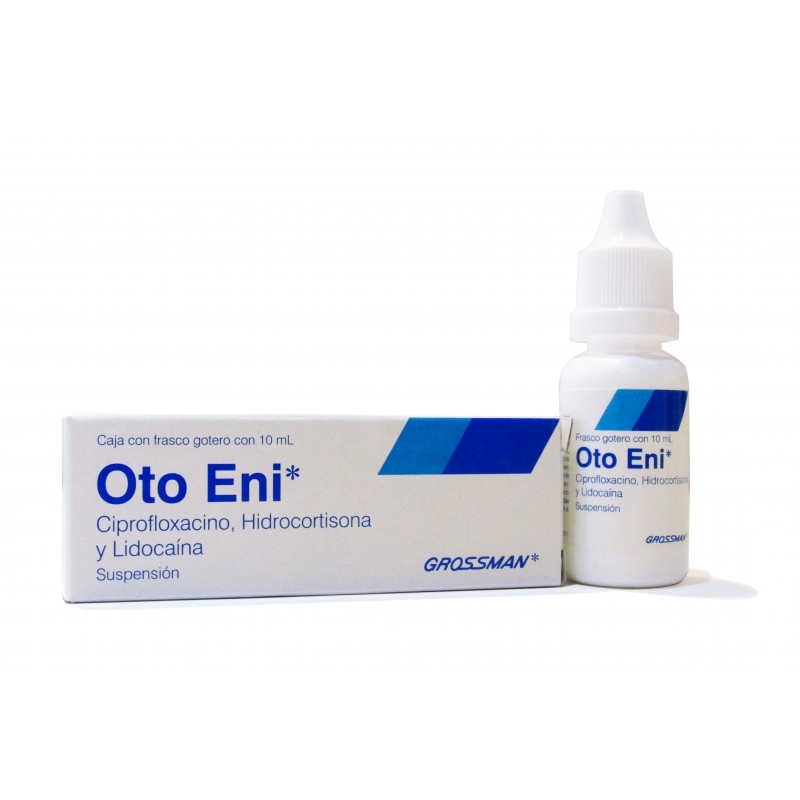 Caja con frasco gotero con 10 mL
Oto Eni*
Ciprofloxacino, Hidrocortisona
y Lidocaína
Suspensión
GROSSMAN*
Frasco gotero con 10 mL
Oto Eni*
Ciprofloxacino, Hidrocortisona
y Lidocaína
Suspensión
GROSSMAN*